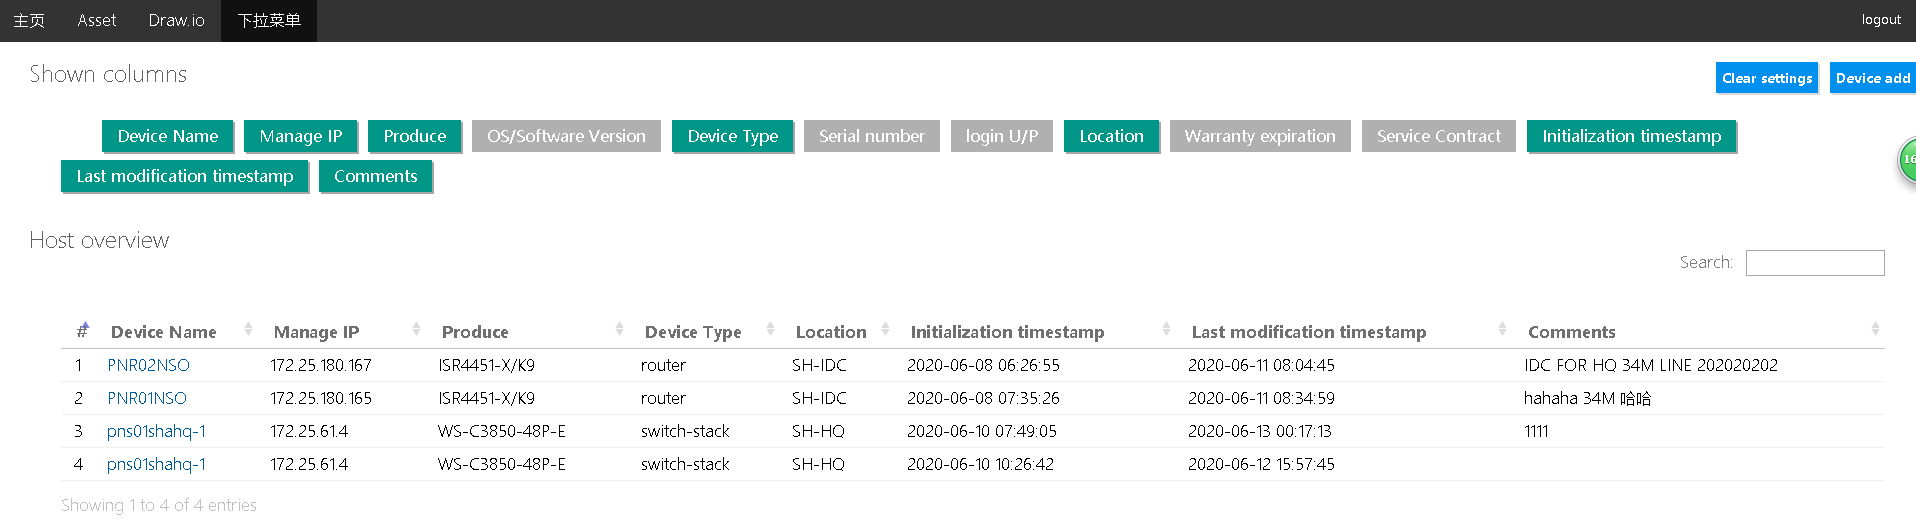 主页 Asset Draw.io 下拉菜单 logout
Shown columns
Clear settings Device add
Device Name Manage IP Produce OS/Software Version Device Type Serial number login U/P Location Warranty expiration Service Contract Initialization timestamp
16
Last modification timestamp Comments
Host overview
Search:
# Device Name Manage IP Produce Device Type Location Initialization timestamp Last modification timestamp Comments
1 PNR02NSO 172.25.180.167 ISR4451-X/K9 router SH-IDC 2020-06-08 06:26:55 2020-06-11 08:04:45 IDC FOR HQ 34M LINE 202020202
2 PNR01NSO 172.25.180.165 ISR4451-X/K9 router SH-IDC 2020-06-08 07:35:26 2020-06-11 08:34:59 hahaha 34M 哈哈
3 pns01shahq-1 172.25.61.4 WS-C3850-48P-E switch-stack SH-HQ 2020-06-10 07:49:05 2020-06-13 00:17:13 1111
4 pns01shahq-1 172.25.61.4 WS-C3850-48P-E switch-stack SH-HQ 2020-06-10 10:26:42 2020-06-12 15:57:45
Showing 1 to 4 of 4 entries